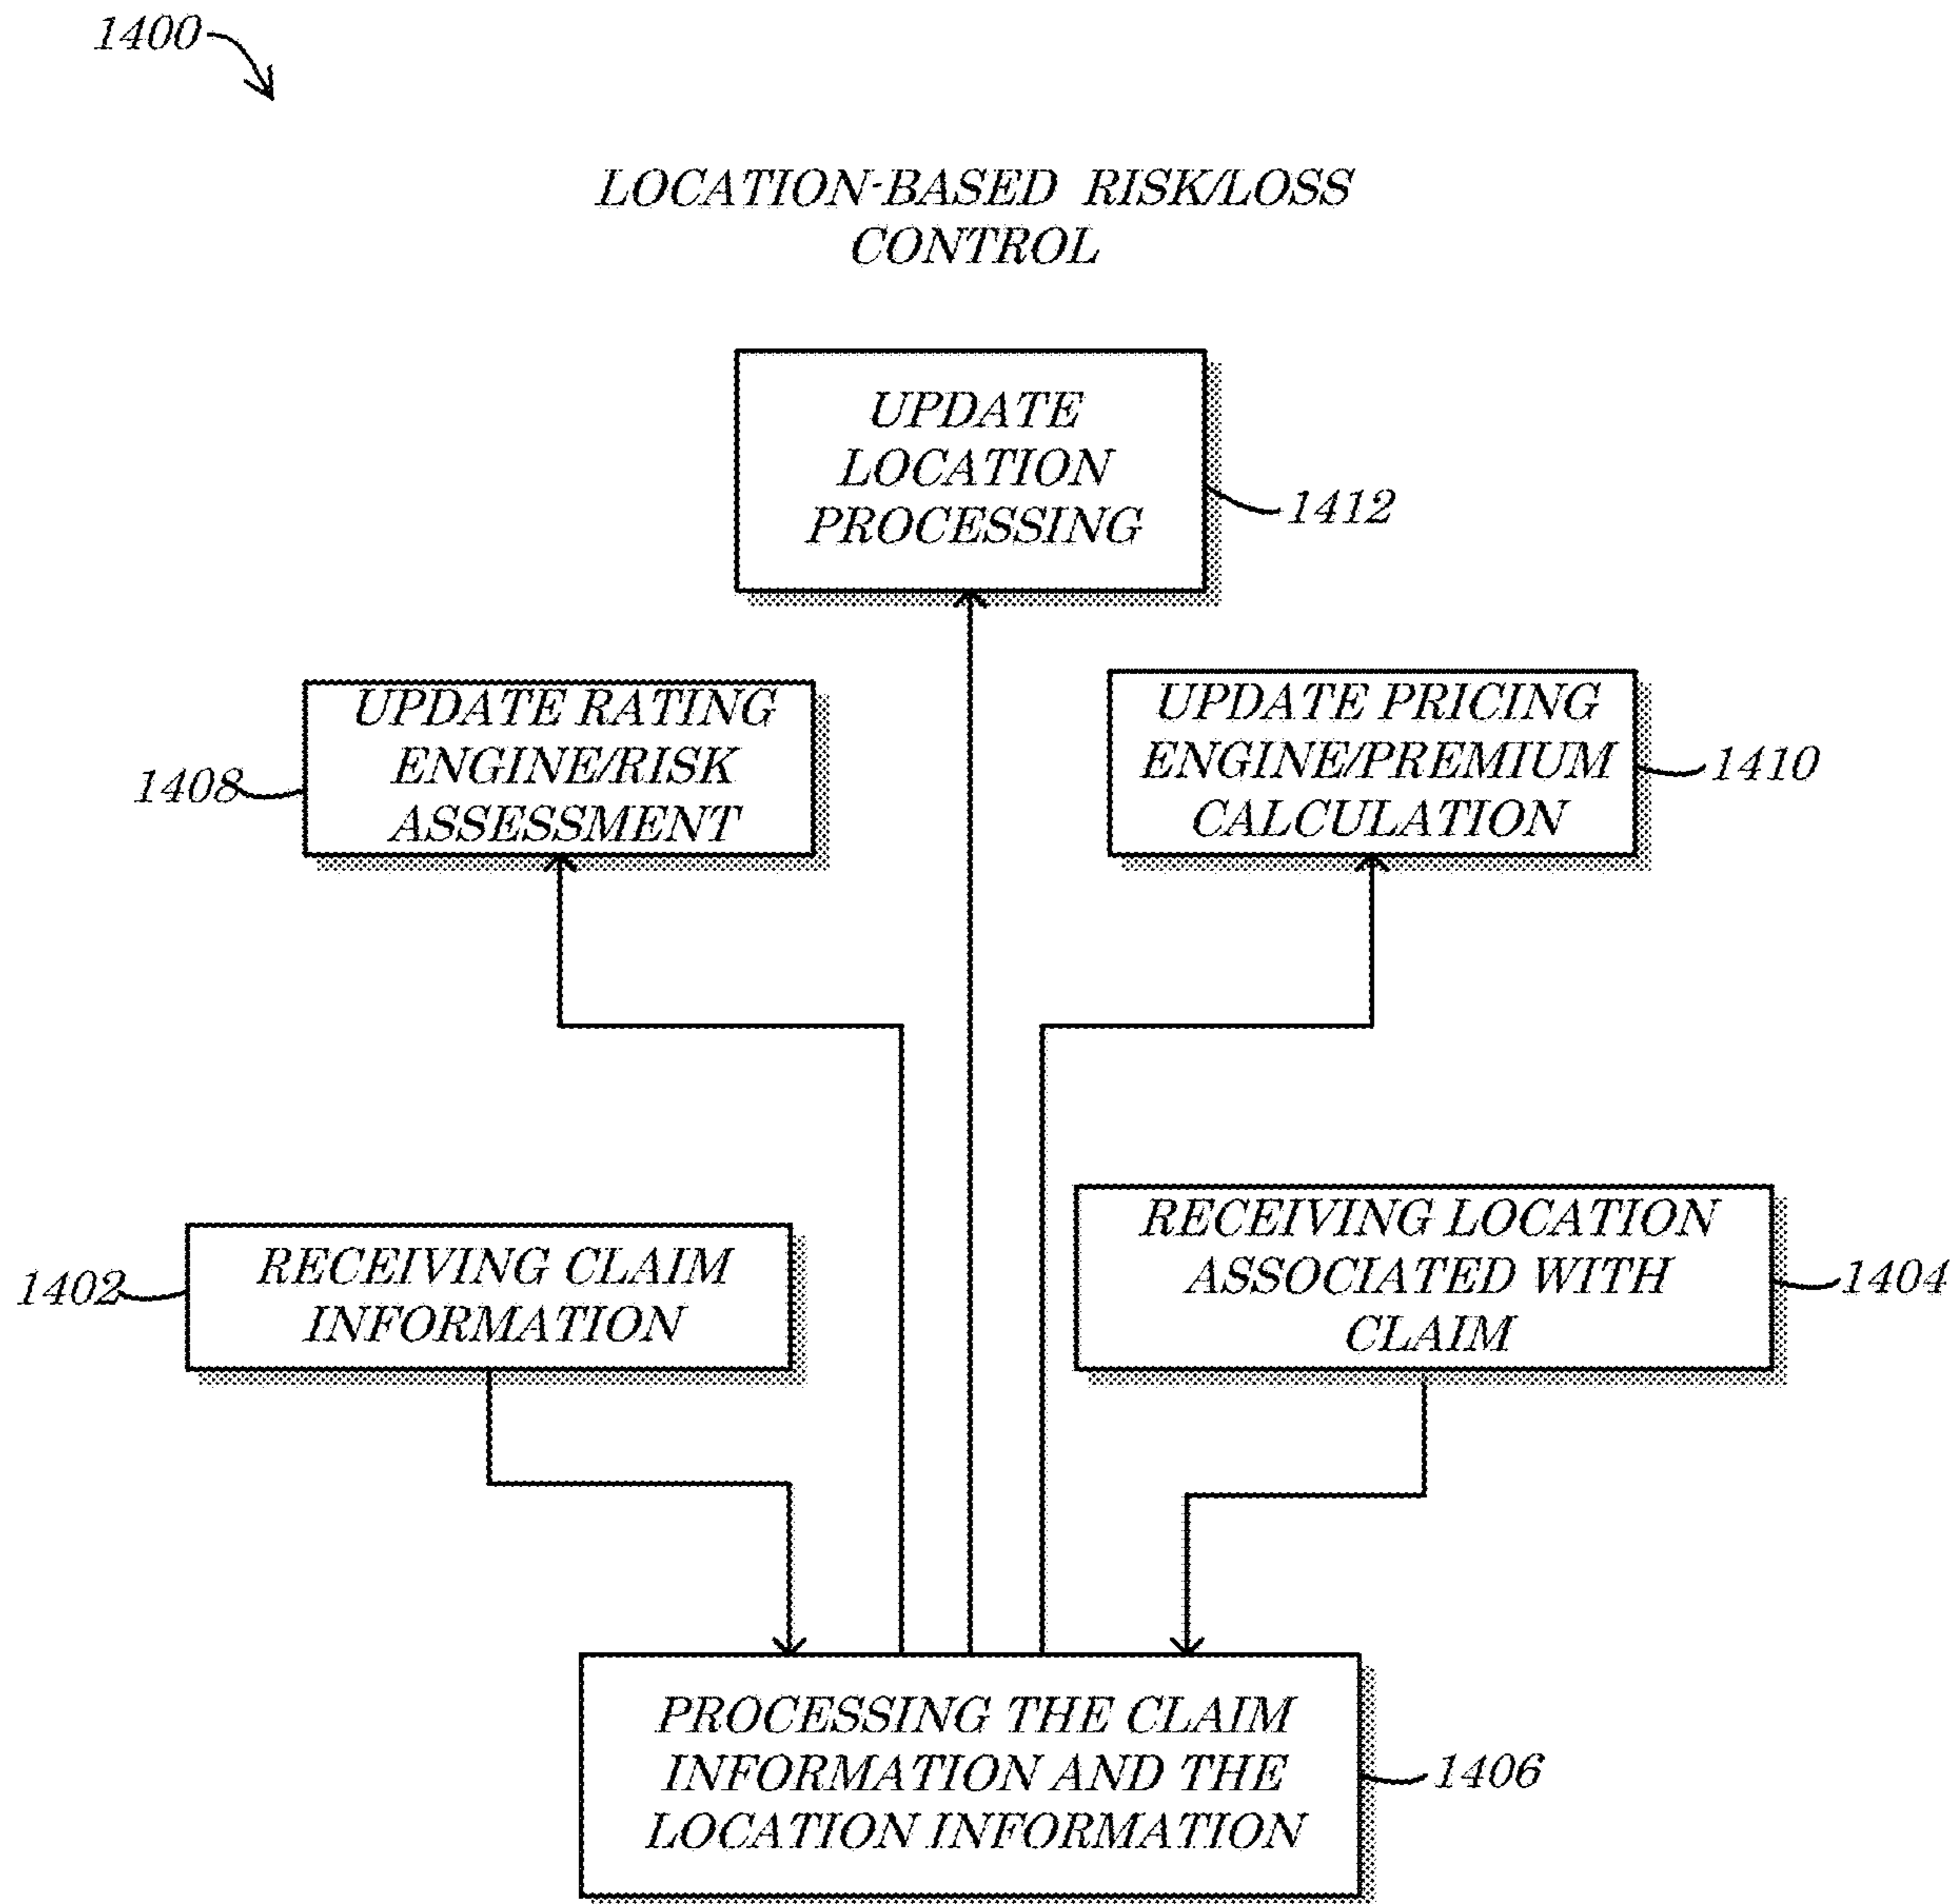 1400
LOCATION-BASED RISK/LOSS
CONTROL
UPDATE
LOCATION
PROCESSING
1412
UPDATE RATING
ENGINE/RISK
ASSESSMENT
1408
UPDATE PRICING
ENGINE/PREMIUM
CALCULATION
1410
RECEIVING CLAIM
INFORMATION
1402
RECEIVING LOCATION
ASSOCIATED WITH
CLAIM
1404
PROCESSING THE CLAIM
INFORMATION AND THE
LOCATION INFORMATION
1406